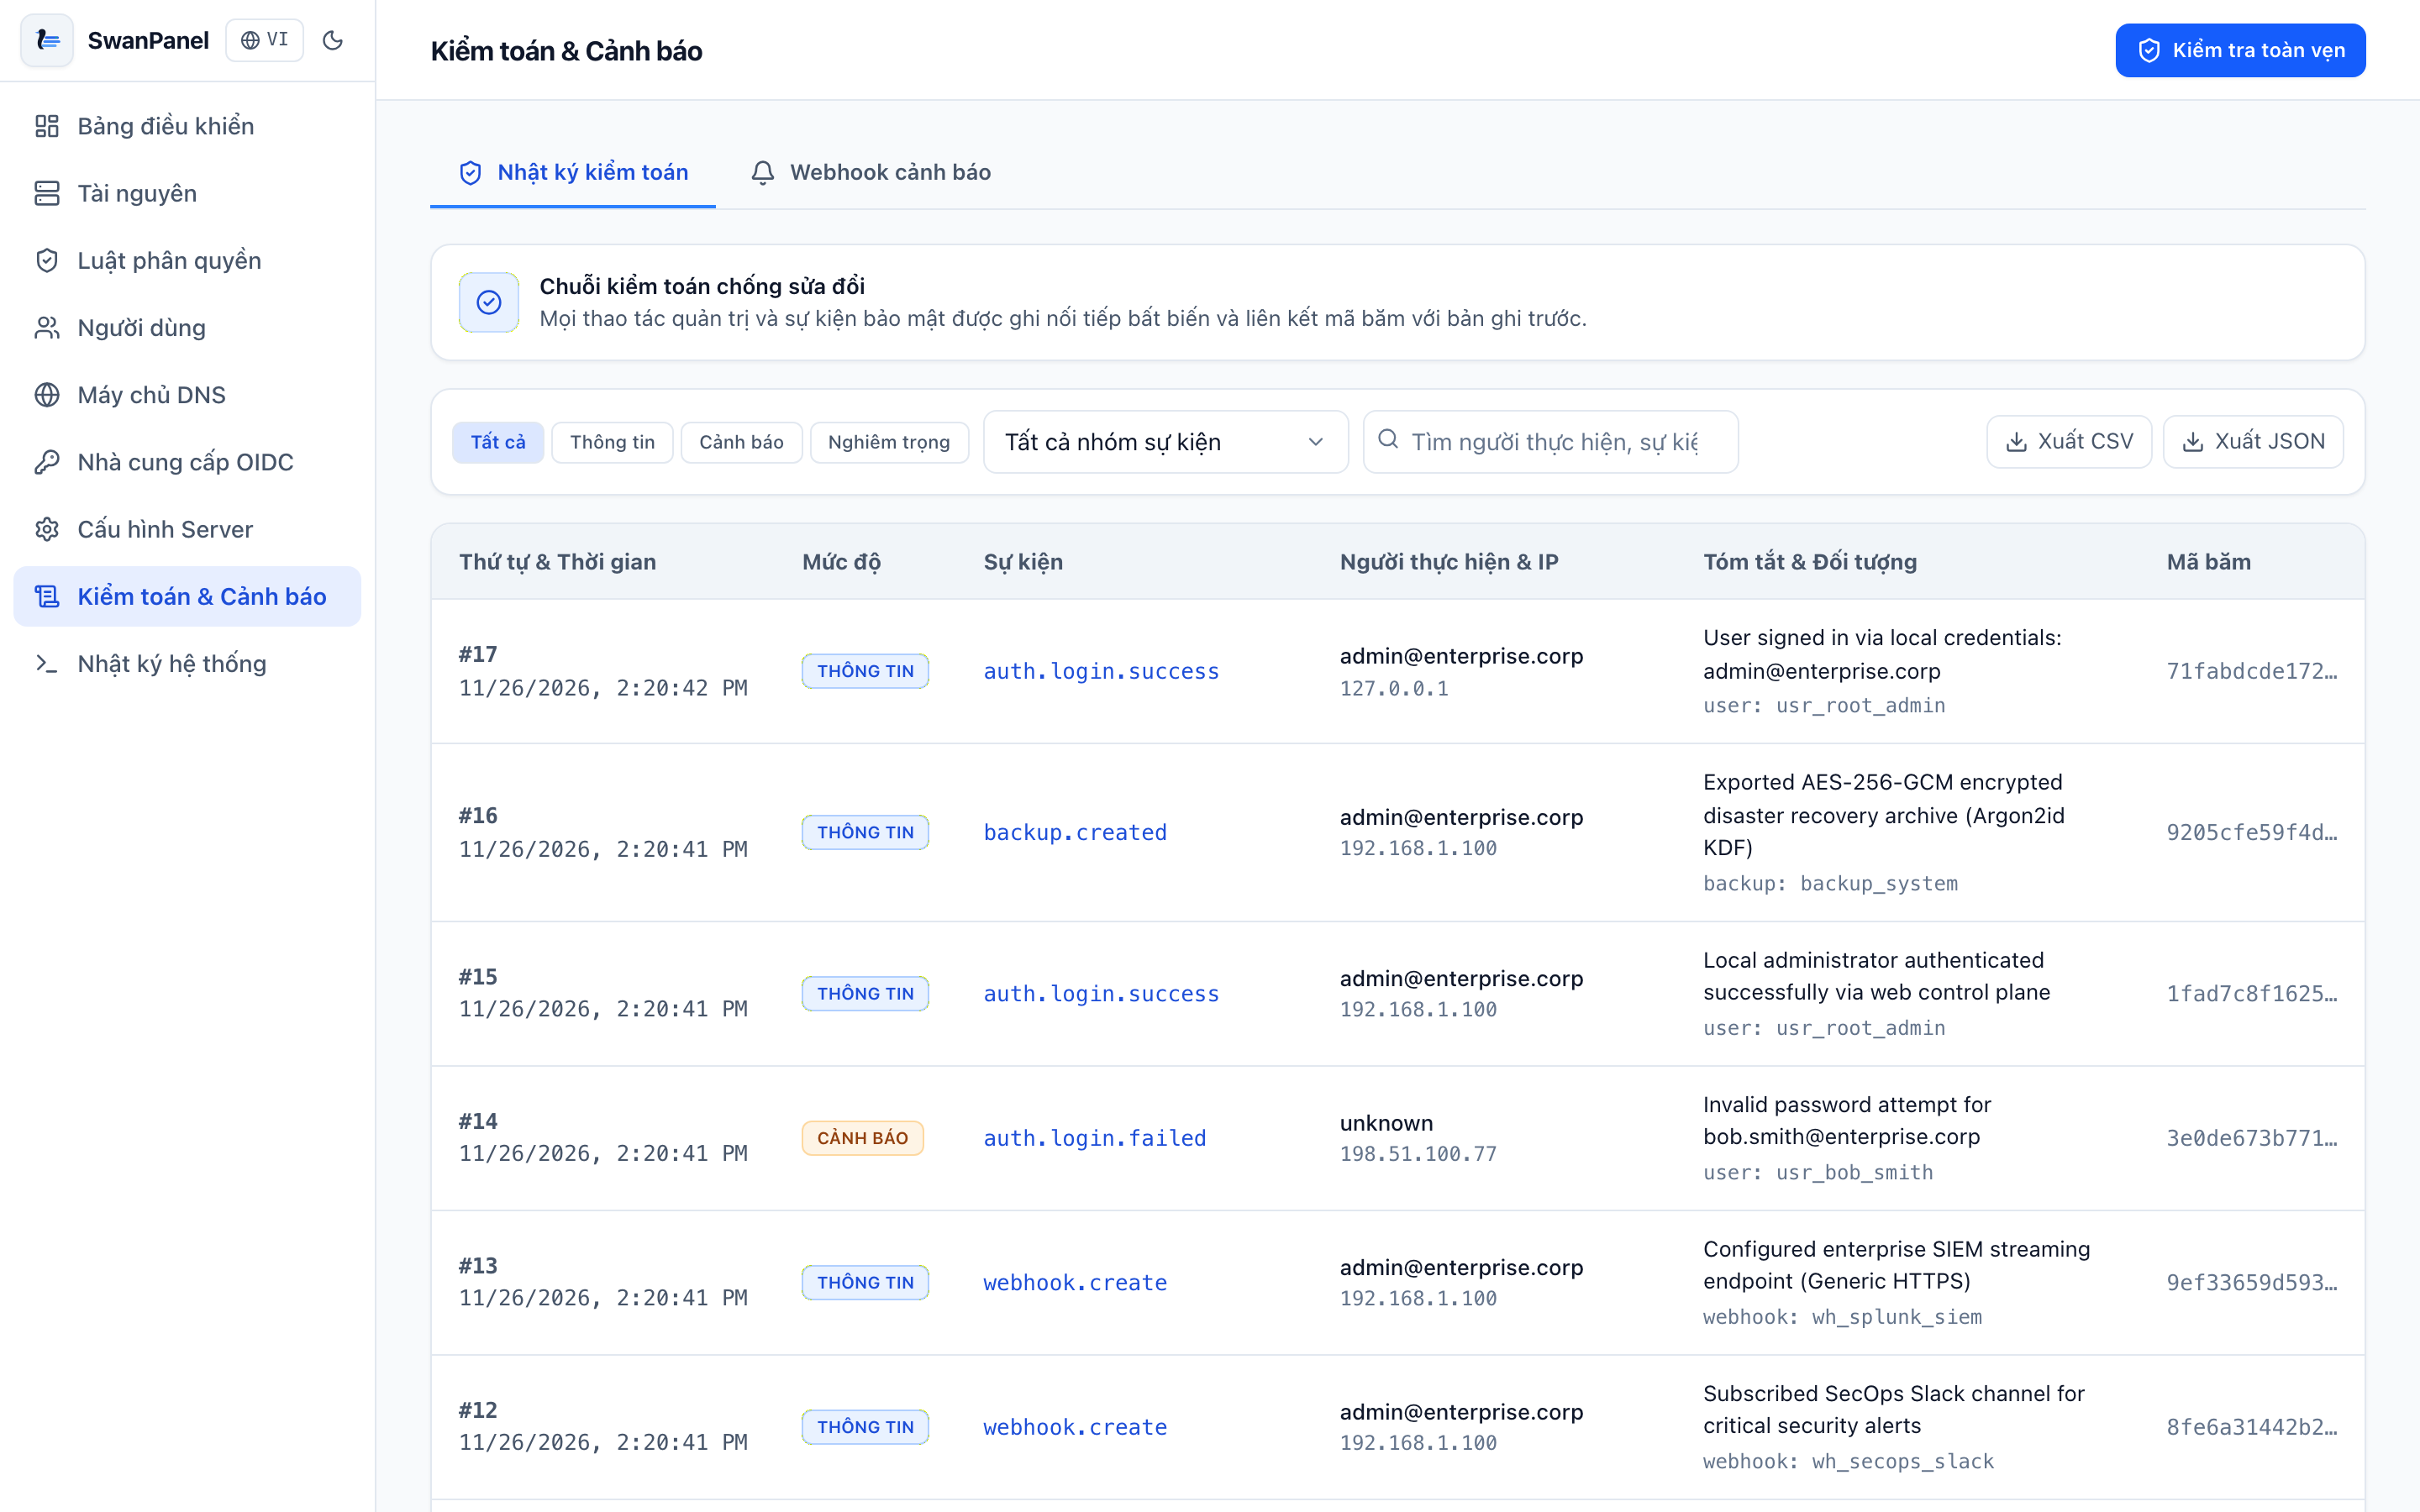 SwanPanel
VI
Bảng điều khiển
Tài nguyên
Luật phân quyền
Người dùng
Máy chủ DNS
Nhà cung cấp OIDC
Cấu hình Server
Kiểm toán & Cảnh báo
Nhật ký hệ thống
Kiểm toán & Cảnh báo
Kiểm tra toàn vẹn
Nhật ký kiểm toán
Webhook cảnh báo
Chuỗi kiểm toán chống sửa đổi
Mọi thao tác quản trị và sự kiện bảo mật được ghi nối tiếp bất biến và liên kết mã băm với bản ghi trước.
Tất cả
Thông tin
Cảnh báo
Nghiêm trọng
Tất cả nhóm sự kiện
Tìm người thực hiện, sự kiệ
Xuất CSV
Xuất JSON
Thứ tự & Thời gian
Mức độ
Sự kiện
Người thực hiện & IP
Tóm tắt & Đối tượng
Mã băm
#17
11/26/2026, 2:20:42 PM
THÔNG TIN
auth.login.success
admin@enterprise.corp
127.0.0.1
User signed in via local credentials:
admin@enterprise.corp
user: usr_root_admin
71fabdcde172…
#16
11/26/2026, 2:20:41 PM
THÔNG TIN
backup.created
admin@enterprise.corp
192.168.1.100
Exported AES-256-GCM encrypted
disaster recovery archive (Argon2id
KDF)
backup: backup_system
9205cfe59f4d…
#15
11/26/2026, 2:20:41 PM
THÔNG TIN
auth.login.success
admin@enterprise.corp
192.168.1.100
Local administrator authenticated
successfully via web control plane
user: usr_root_admin
1fad7c8f1625…
#14
11/26/2026, 2:20:41 PM
CẢNH BÁO
auth.login.failed
unknown
198.51.100.77
Invalid password attempt for
bob.smith@enterprise.corp
user: usr_bob_smith
3e0de673b771…
#13
11/26/2026, 2:20:41 PM
THÔNG TIN
webhook.create
admin@enterprise.corp
192.168.1.100
Configured enterprise SIEM streaming
endpoint (Generic HTTPS)
webhook: wh_splunk_siem
9ef33659d593…
#12
11/26/2026, 2:20:41 PM
THÔNG TIN
webhook.create
admin@enterprise.corp
192.168.1.100
Subscribed SecOps Slack channel for
critical security alerts
webhook: wh_secops_slack
8fe6a31442b2…